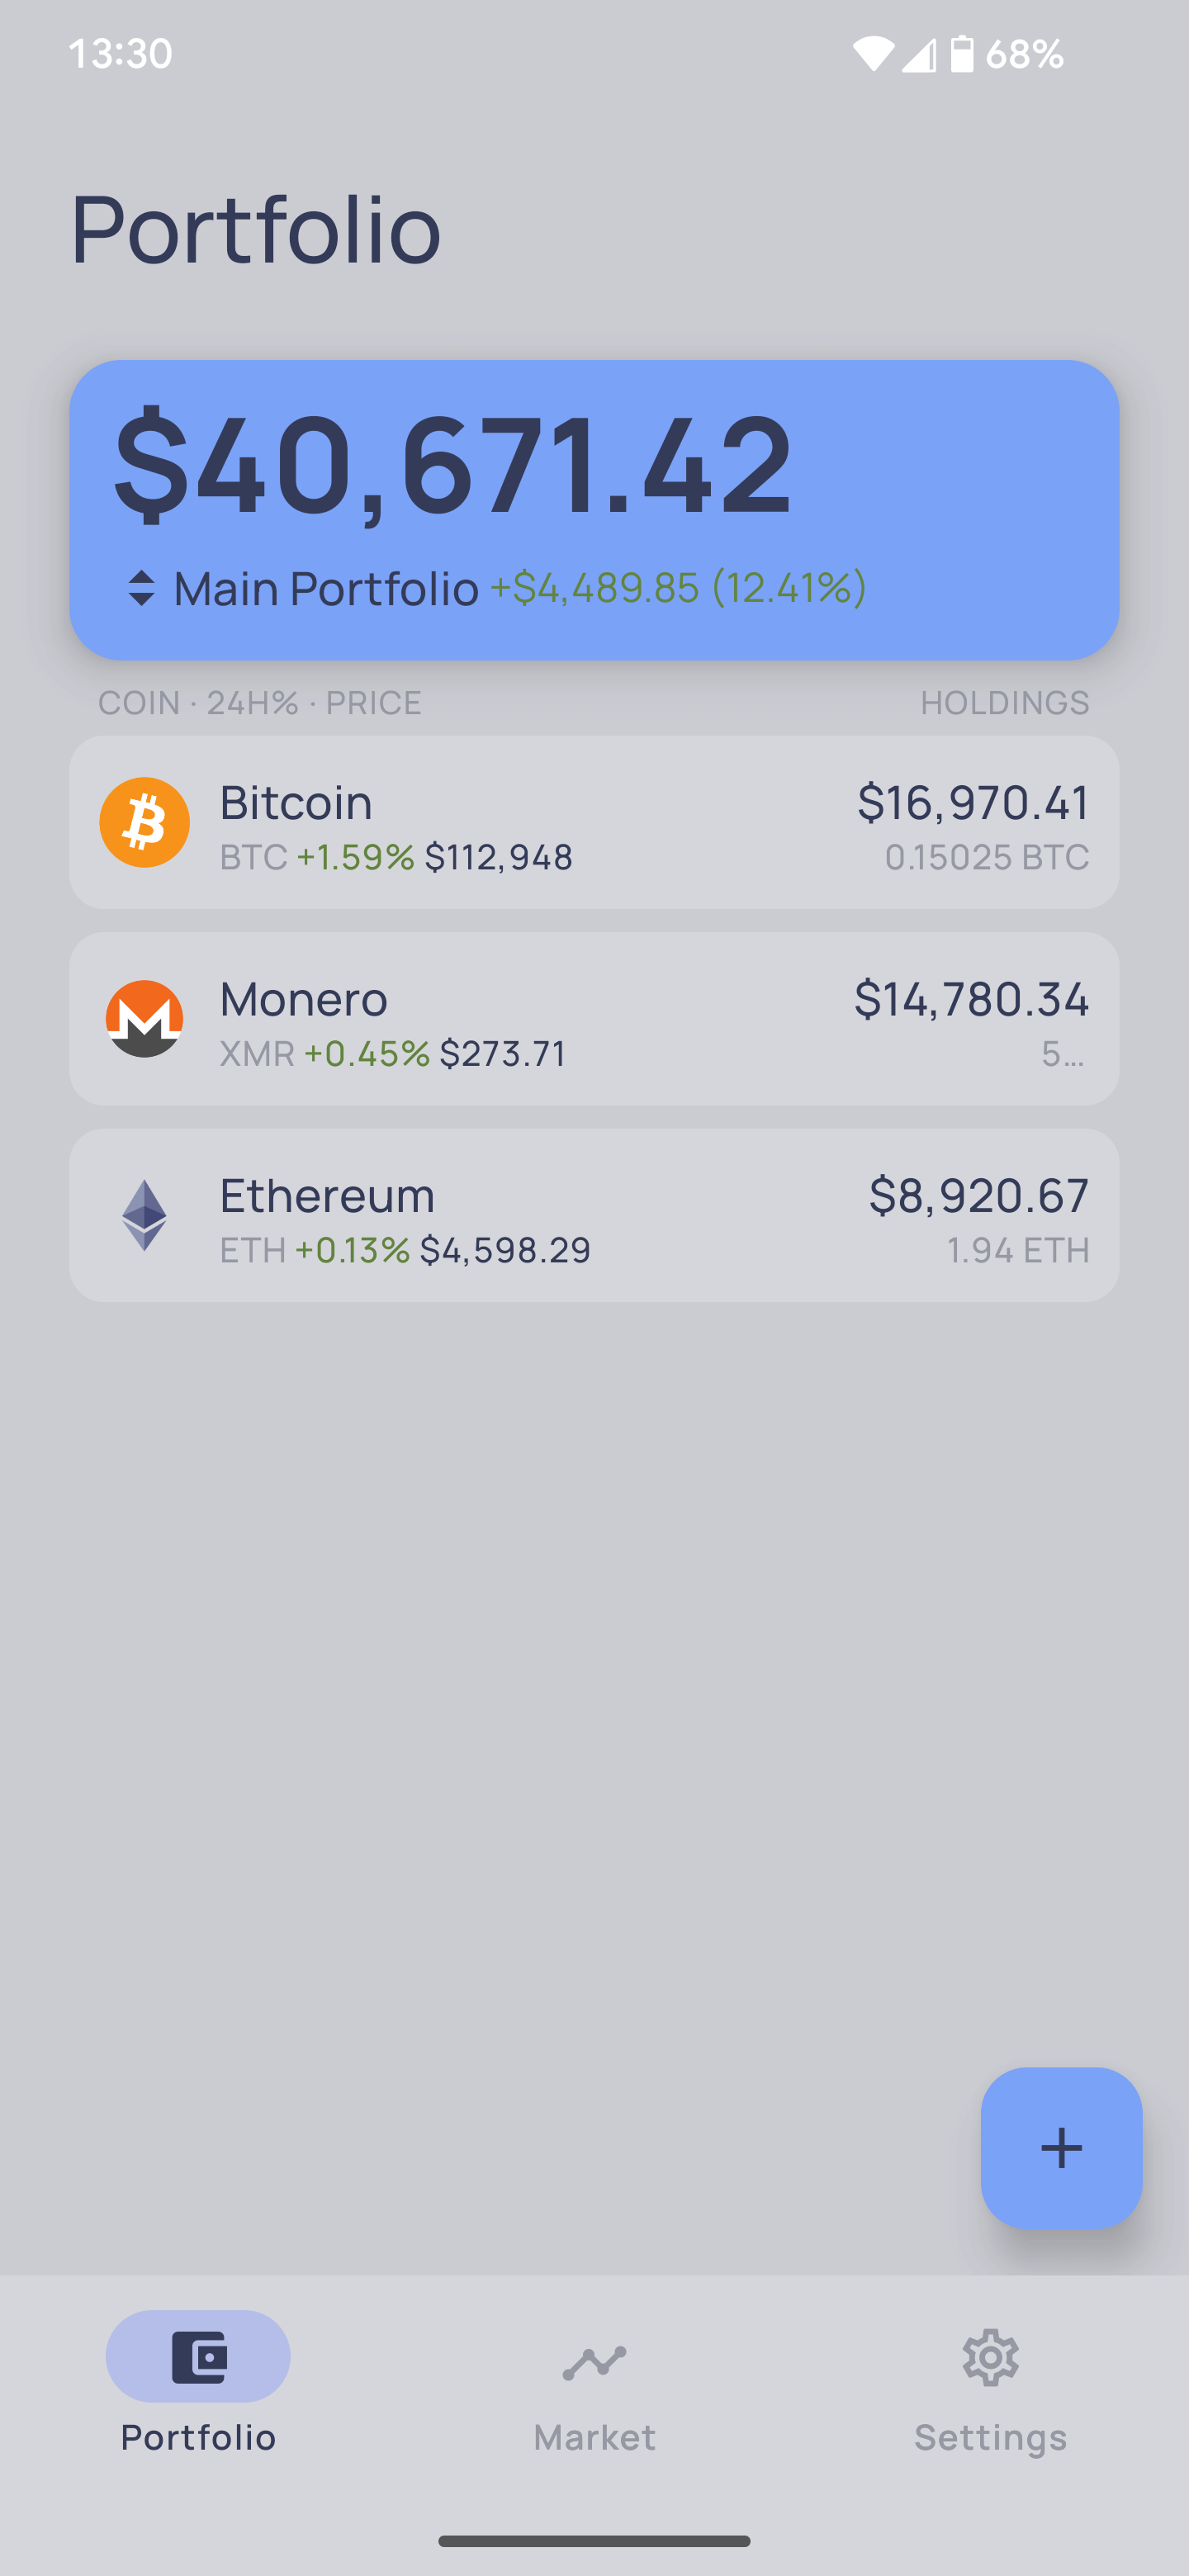 13:30 68%
Portfolio
$40,671.42
Main Portfolio +$4,489.85 (12.41%)
COIN · 24H% · PRICE HOLDINGS
Bitcoin $16,970.41
BTC +1.59% $112,948 0.15025 BTC
Monero $14,780.34
XMR +0.45% $273.71 5...
Ethereum $8,920.67
ETH +0.13% $4,598.29 1.94 ETH
+
Portfolio Market Settings